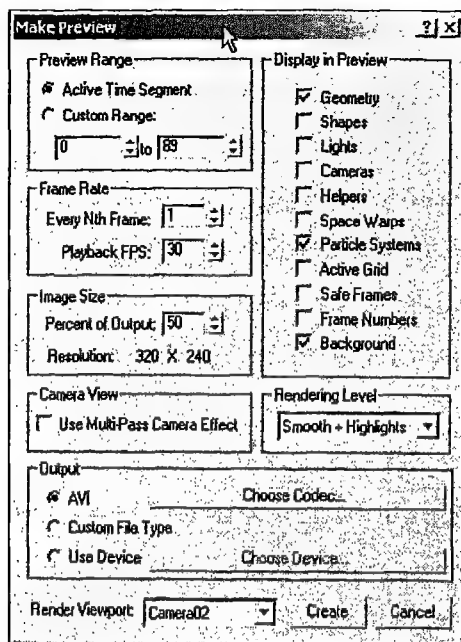 Make Preview ? X
Preview Range
Active Time Segment
Custom Range:
0 to 89
Frame Rate
Every Nth Frame: 1
Playback FPS: 30
Image Size
Percent of Output: 50
Resolution: 320 X 240
Camera View
Use Multi-Pass Camera Effect
Display in Preview
Geometry
Shapes
Lights
Cameras
Helpers
Space Warps
Particle Systems
Active Grid
Safe Frames
Frame Numbers
Background
Rendering Level
Smooth + Highlights
Output
AVI Choose Codec...
Custom File Type
Use Device Choose Device...
Render Viewport: Camera02 Create Cancel